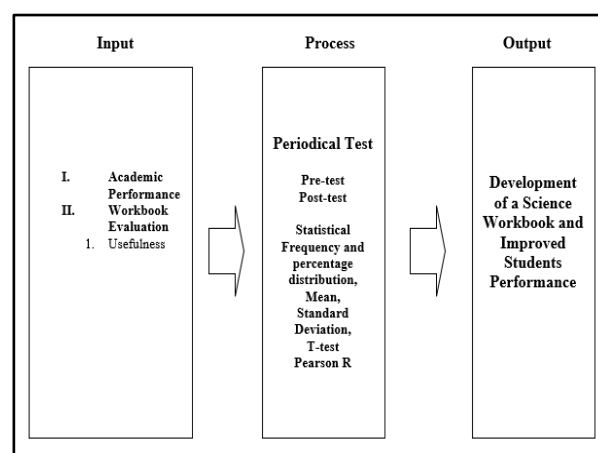 Input
Process
Output
I. Academic
Performance
II. Workbook
Evaluation
1. Usefulness
Periodical Test
Pre-test
Post-test
Statistical
Frequency and
percentage
distribution,
Mean,
Standard
Deviation,
T-test
Pearson R
Development
of a Science
Workbook and
Improved
Students
Performance